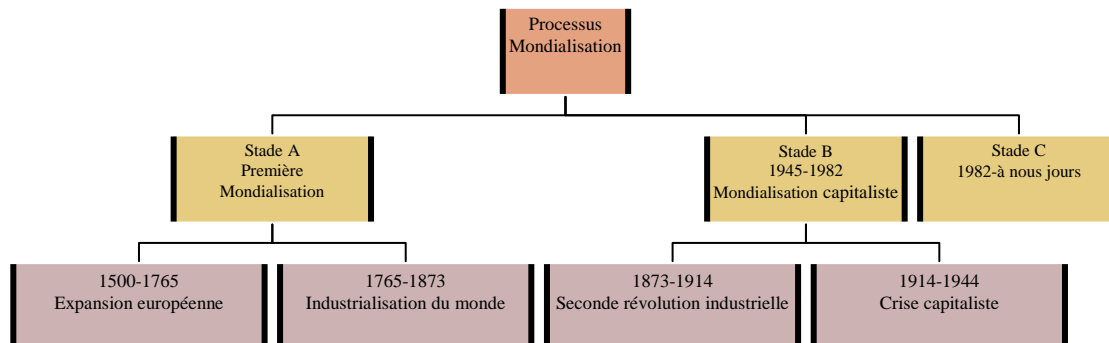 Processus
Mondialisation
Stade A
Première
Mondialisation
Stade B
1945-1982
Mondialisation capitaliste
Stade C
1982-à nous jours
1500-1765
Expansion européenne
1765-1873
Industrialisation du monde
1873-1914
Seconde révolution industrielle
1914-1944
Crise capitaliste